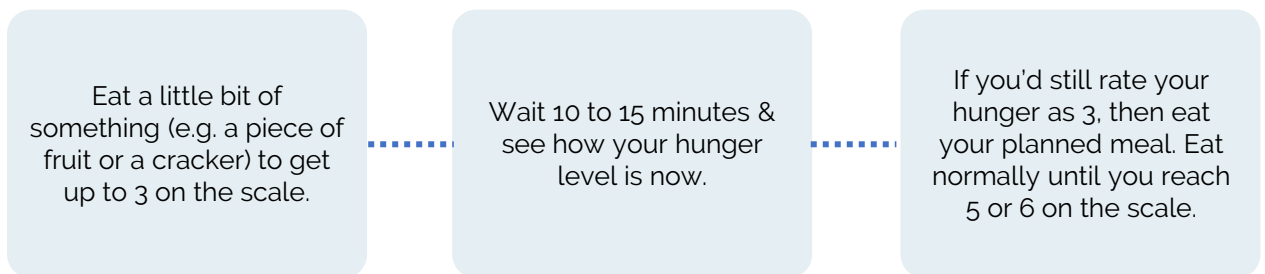 Eat a little bit of
something (e.g. a piece of
fruit or a cracker) to get
up to 3 on the scale.
Wait 10 to 15 minutes &
see how your hunger
level is now.
If you’d still rate your
hunger as 3, then eat
your planned meal. Eat
normally until you reach
5 or 6 on the scale.